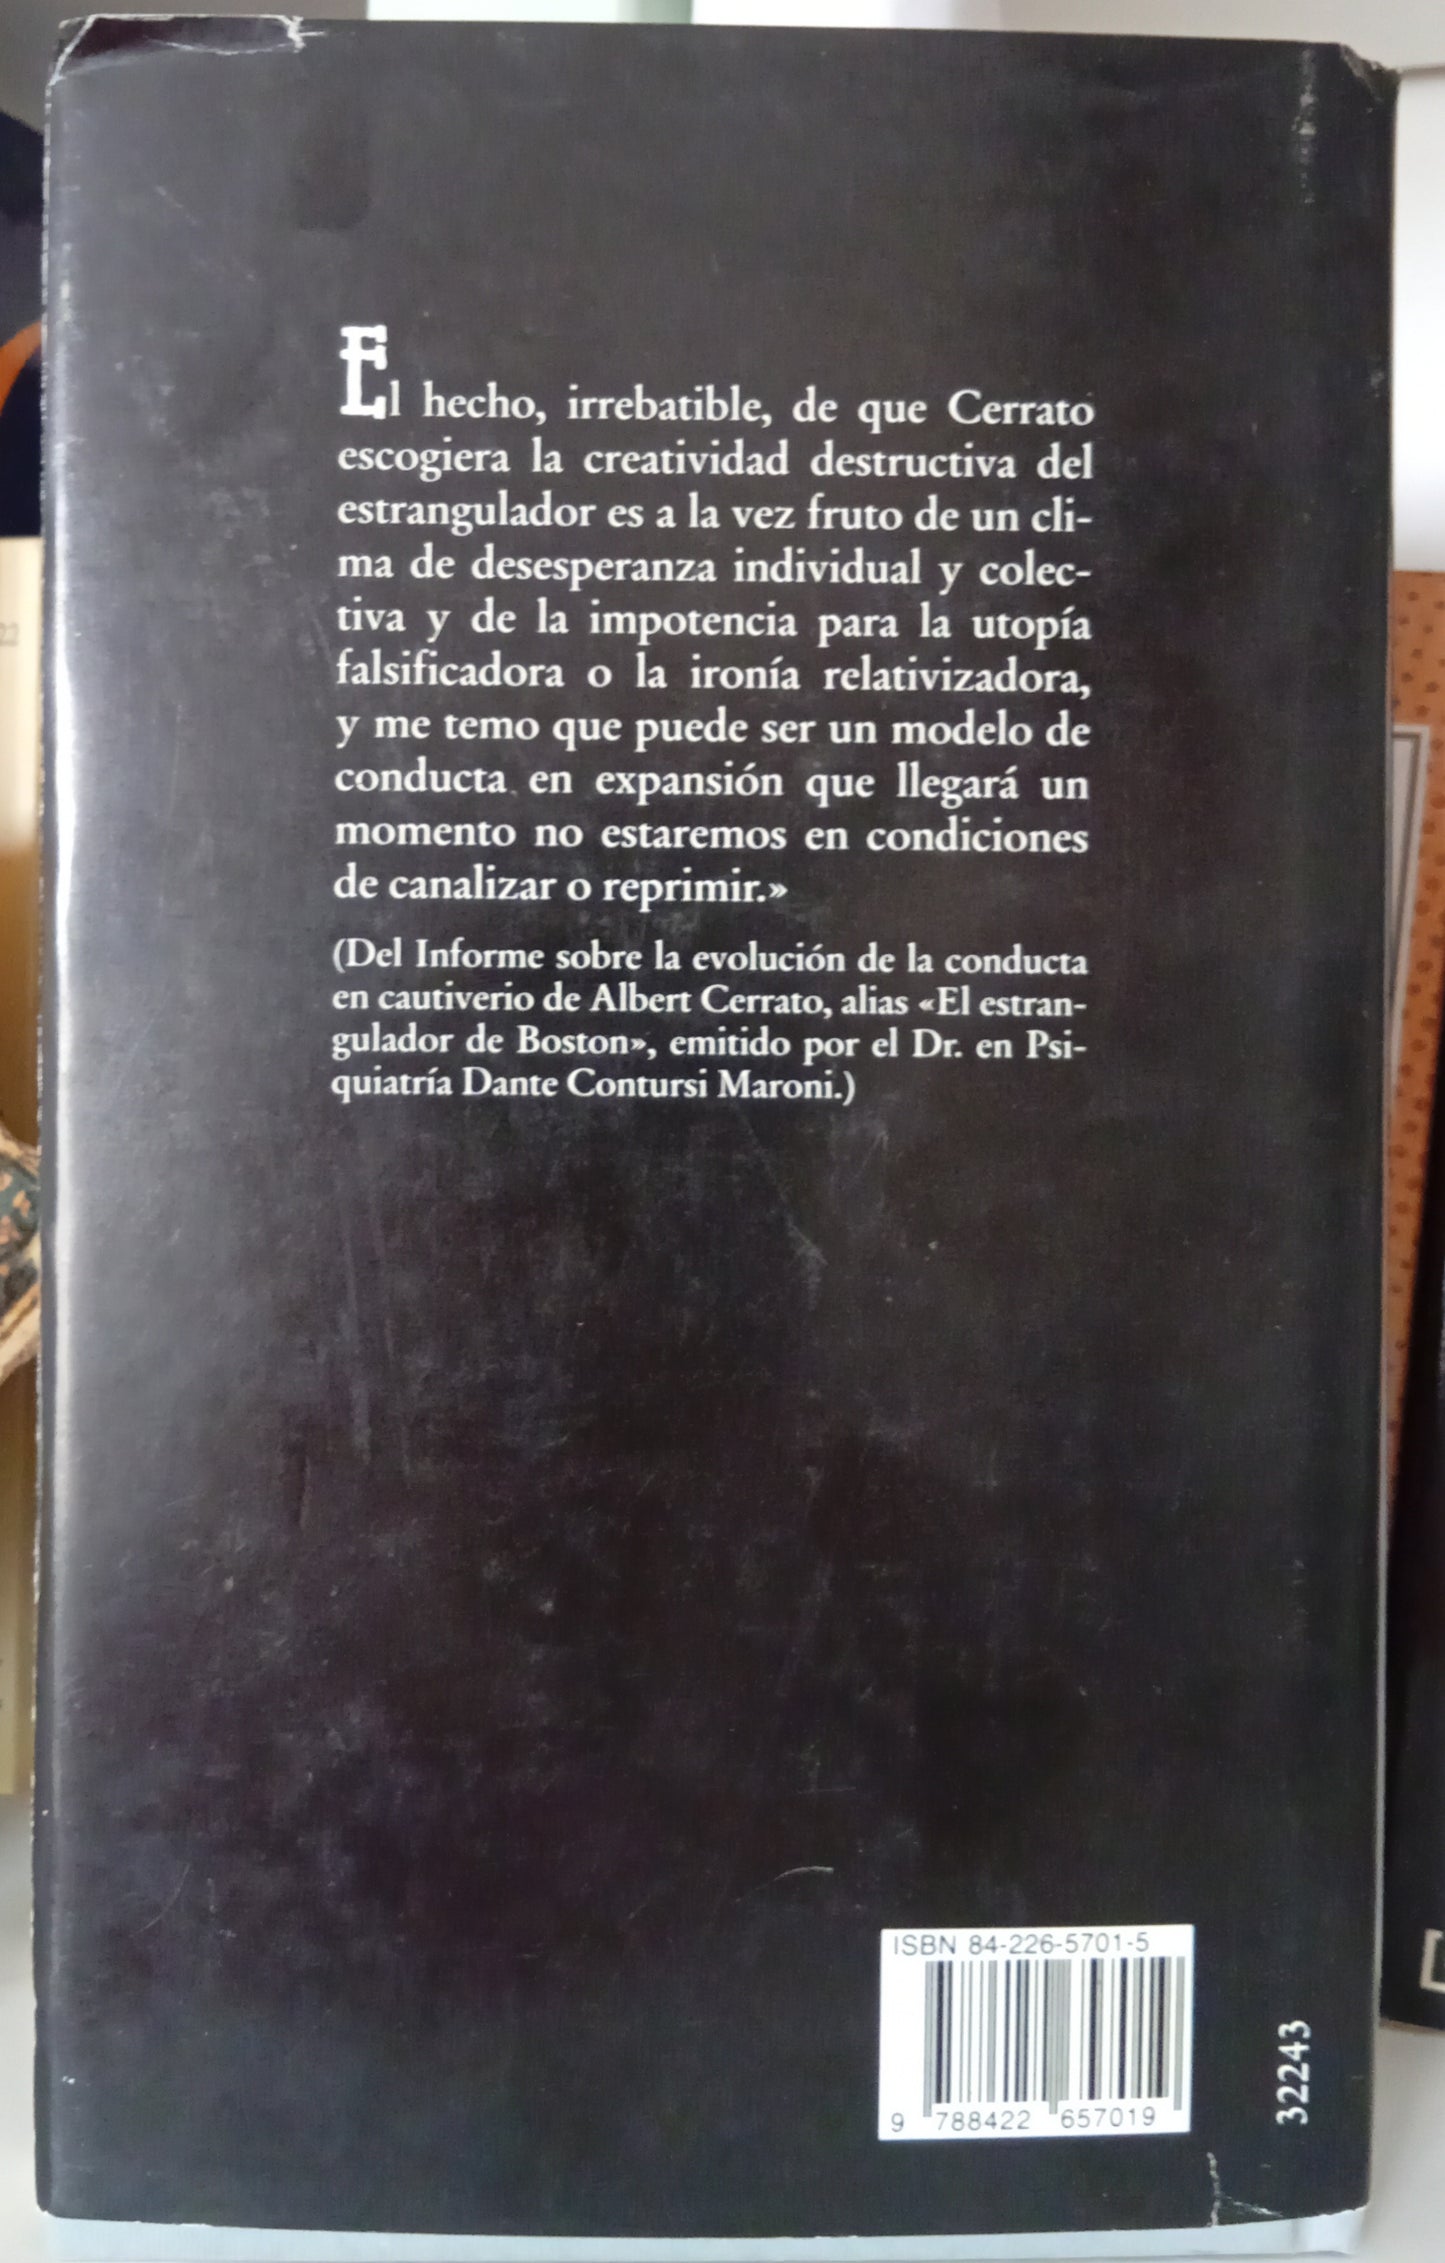 El hecho, irrebatible, de que Cerrato
escogiera la creatividad destructiva del
estrangulador es a la vez fruto de un cli-
ma de desesperanza individual y colec-
tiva y de la impotencia para la utopía
falsificadora o la ironía relativizadora,
y me temo que puede ser un modelo de
conducta en expansión que llegará un
momento no estaremos en condiciones
de canalizar o reprimir.»
(Del Informe sobre la evolución de la conducta
en cautiverio de Albert Cerrato, alias «El estran-
gulador de Boston», emitido por el Dr. en Psi-
quiatría Dante Contursi Maroni.)
ISBN 84-226-5701-5
9 788422 657019
32243
22